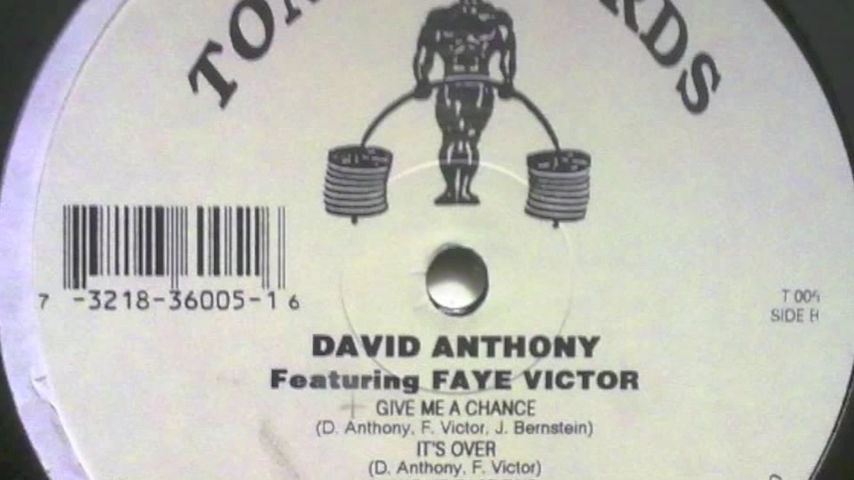 7 -3218-36005-1 6
T 005
SIDE B
DAVID ANTHONY
Featuring FAYE VICTOR
GIVE ME A CHANCE
(D. Anthony, F. Victor, J. Bernstein)
IT'S OVER
(D. Anthony, F. Victor)